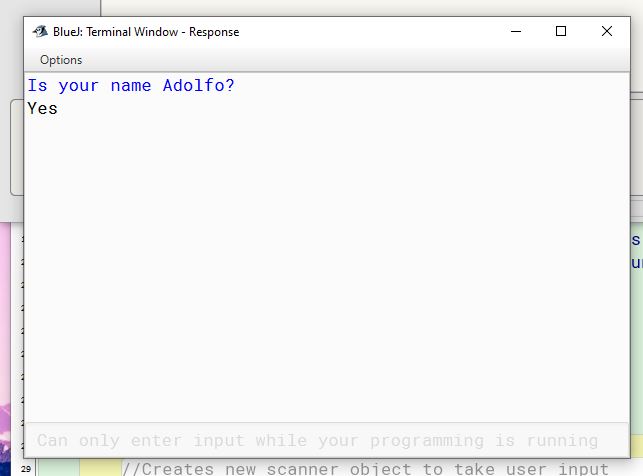 BlueJ: Terminal Window - Response
Options
Is your name Adolfo?
Yes
Can only enter input while your programming is running
29 //Creates new scanner object to take user input